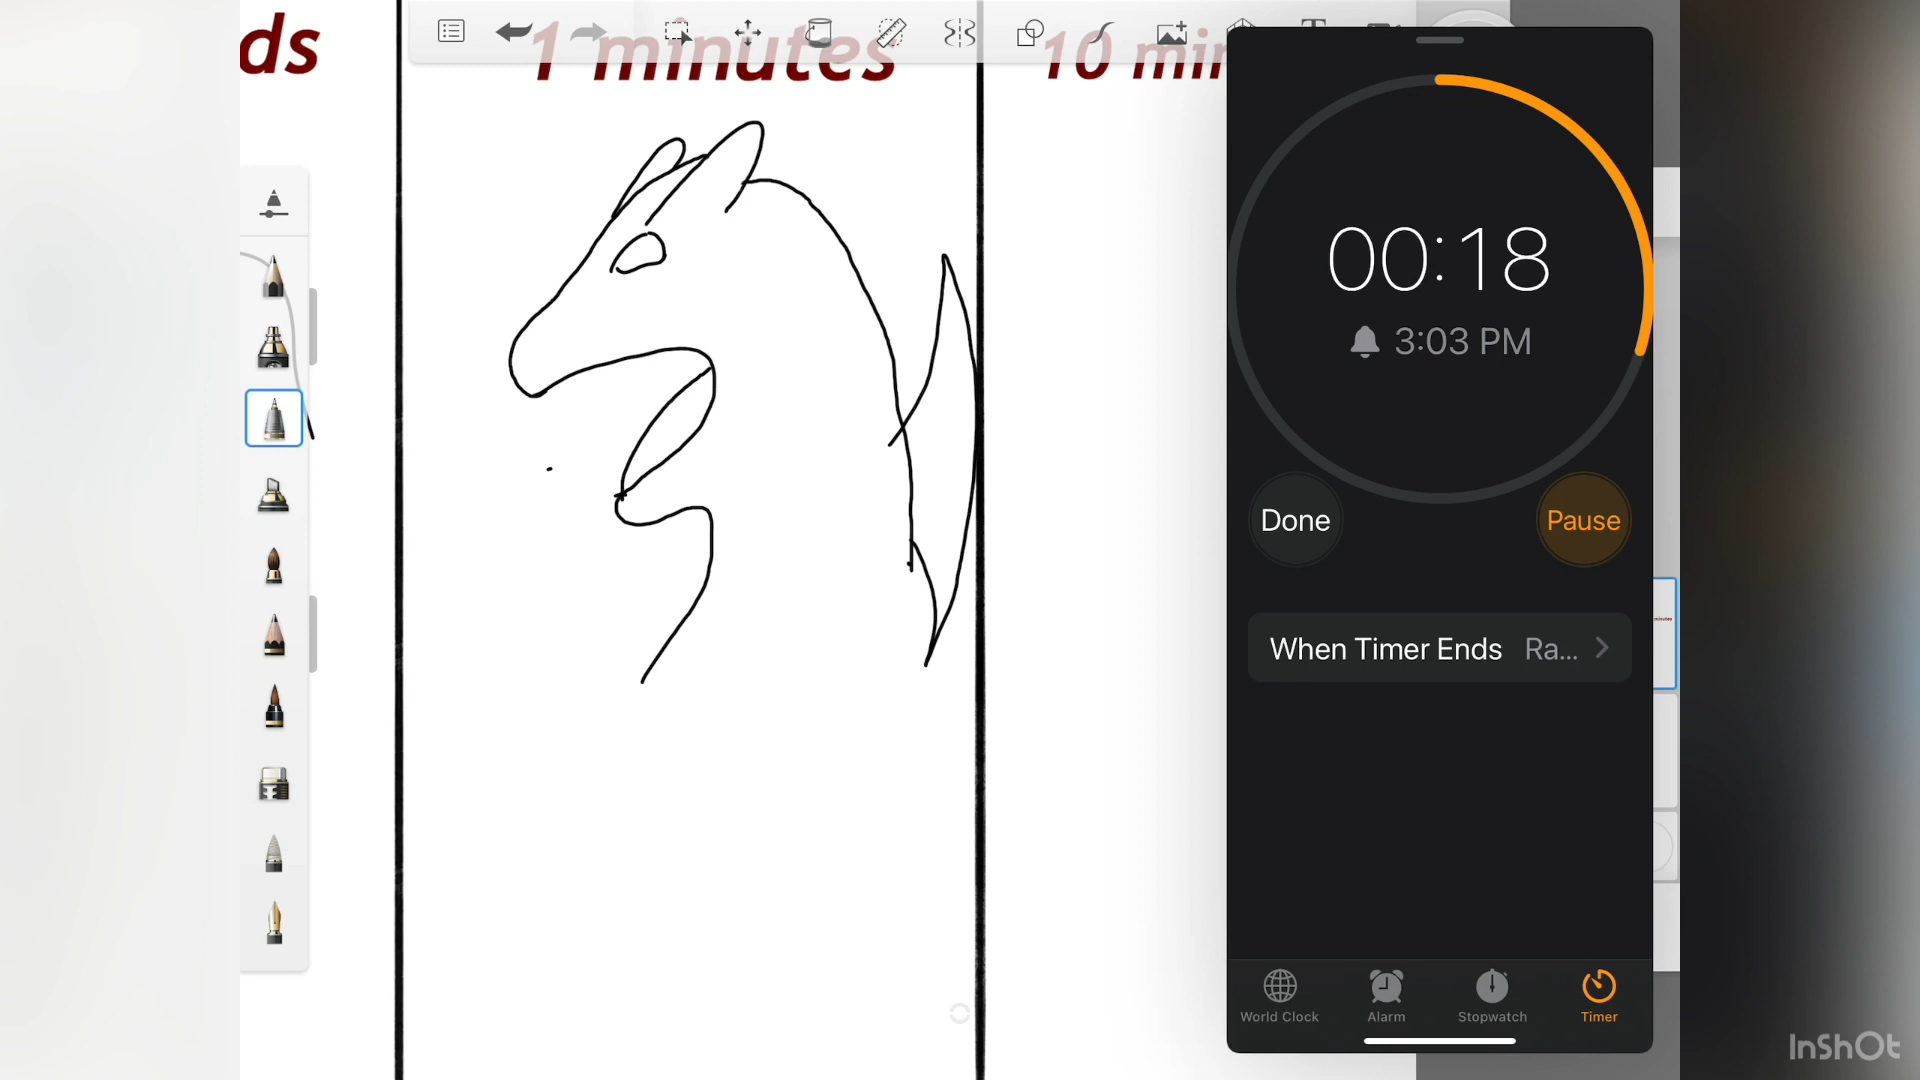 ds
1 minutes
10 min
00:18
3:03 PM
Done
Pause
When Timer Ends Ra...
World Clock
Alarm
Stopwatch
Timer
InShOt